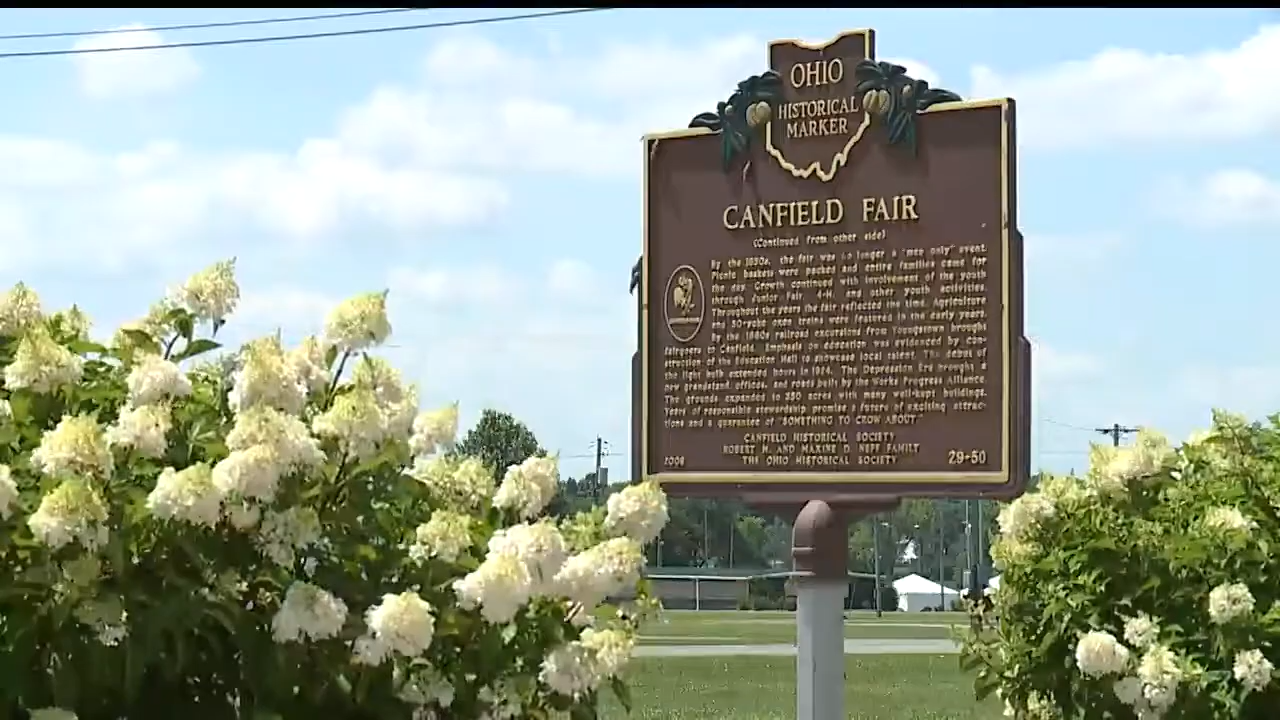 OHIO
HISTORICAL
MARKER
CANFIELD FAIR
(Continued from other side)
By the 1890s, the fair was no longer a "men only" event.
Picnic baskets were packed and entire families came for
the day. Growth continued with involvement of the youth
through Junior Fair, 4-H, and other youth activities.
Throughout the years the fair reflected the time. Agriculture
and 50-yoke oxen trains were featured in the early years.
By the 1880s railroad excursions from Youngstown brought
fairgoers to Canfield. Emphasis on education was evidenced by con-
struction of the Education Hall to showcase local talent. The debut of
the light bulb extended hours in 1924. The Depression Era brought a
new grandstand, offices, and roads built by the Works Progress Alliance.
The grounds expanded to 350 acres with many well-kept buildings.
Years of responsible stewardship promise a future of exciting attrac-
tions and a guarantee of "SOMETHING TO CROW ABOUT"
CANFIELD HISTORICAL SOCIETY
ROBERT M. AND MAXINE D. NEFF FAMILY
THE OHIO HISTORICAL SOCIETY
2008
29-50